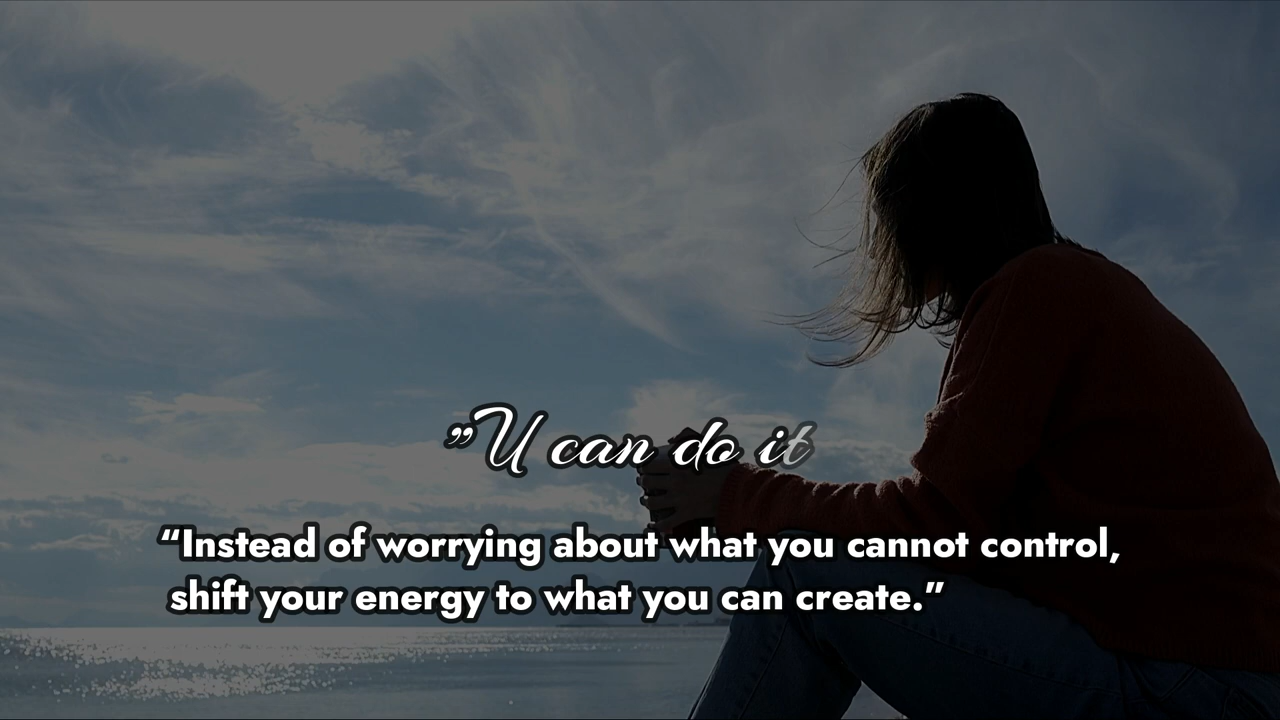 ”U can do it
“Instead of worrying about what you cannot control,
shift your energy to what you can create.”